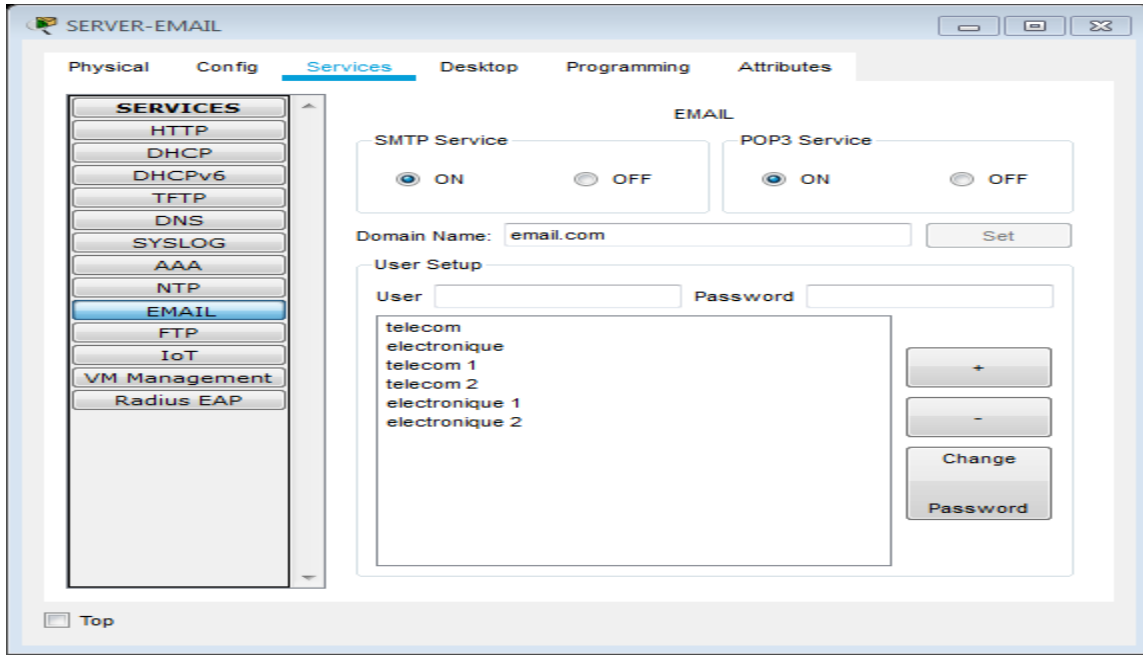 SERVER-EMAIL
Physical Config Services Desktop Programming Attributes
SERVICES
HTTP
DHCP
DHCPv6
TFTP
DNS
SYSLOG
AAA
NTP
EMAIL
FTP
IoT
VM Management
Radius EAP
EMAIL
SMTP Service POP3 Service
ON OFF ON OFF
Domain Name: email.com Set
User Setup
User Password
telecom
electronique
telecom 1
telecom 2
electronique 1
electronique 2
+
-
Change
Password
Top